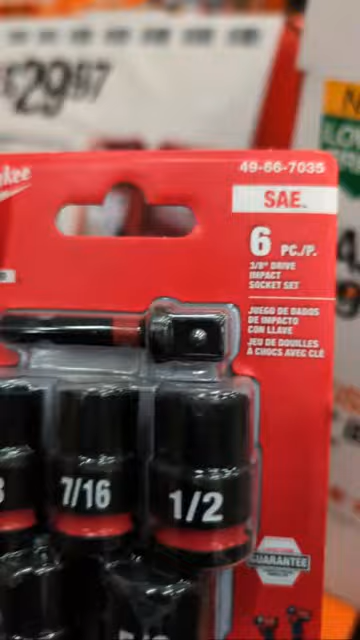 $29
49-66-7035
SAE
6 PC./P.
3/8" DRIVE
IMPACT
SOCKET SET
JUEGO DE DADOS
DE IMPACTO
CON LLAVE
JEU DE DOUILLES
À CHOCS AVEC CLÉ
7/16
1/2
GUARANTEE